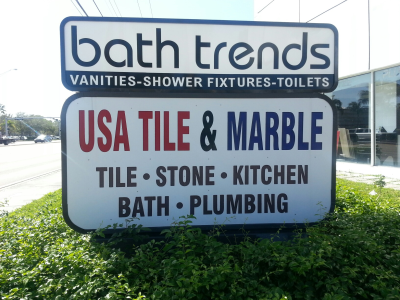 bath trends
VANITIES-SHOWER FIXTURES-TOILETS
USA TILE & MARBLE
TILE • STONE • KITCHEN
BATH • PLUMBING